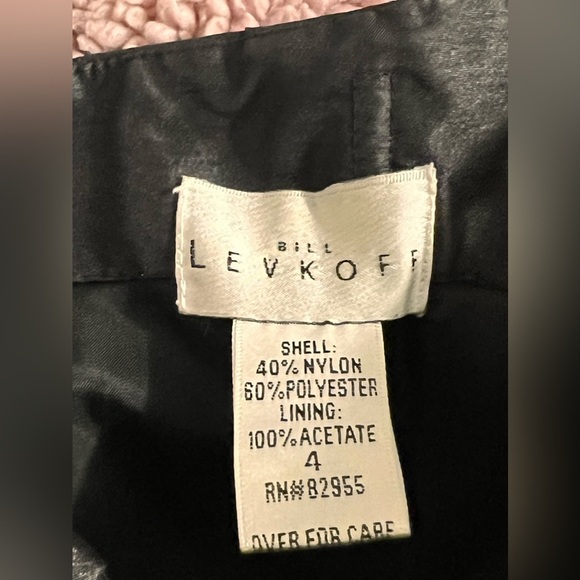 BILL
LEVKOFF
SHELL:
40% NYLON
60%POLYESTER
LINING:
100%ACETATE
4
RN#82955
OVER FOR CARE